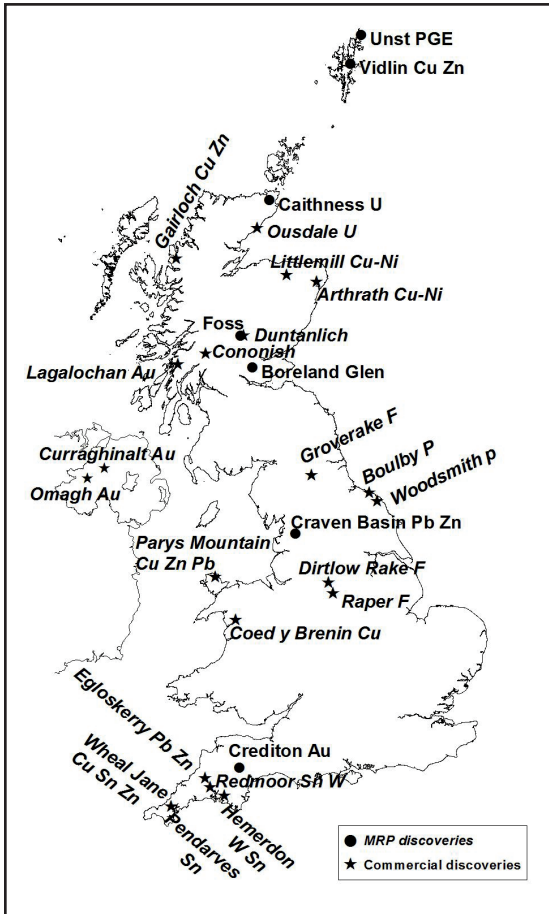 Unst PGE
Vidlin Cu Zn
Gairloch Cu Zn
Caithness U
Ousdale U
Littlemill Cu-Ni
Arthrath Cu-Ni
Foss
Duntanlich
Cononish
Lagalochan Au
Boreland Glen
Groverake F
Curraghinalt Au
Boulby P
Omagh Au
Woodsmith p
Craven Basin Pb Zn
Parys Mountain
Cu Zn Pb
Dirtlow Rake F
Raper F
Coed y Brenin Cu
Egloskerry Pb Zn
Crediton Au
Wheal Jane
Cu Sn Zn
Redmoor Sn W
Hemerdon
W Sn
Pendarves
Sn
MRP discoveries
Commercial discoveries